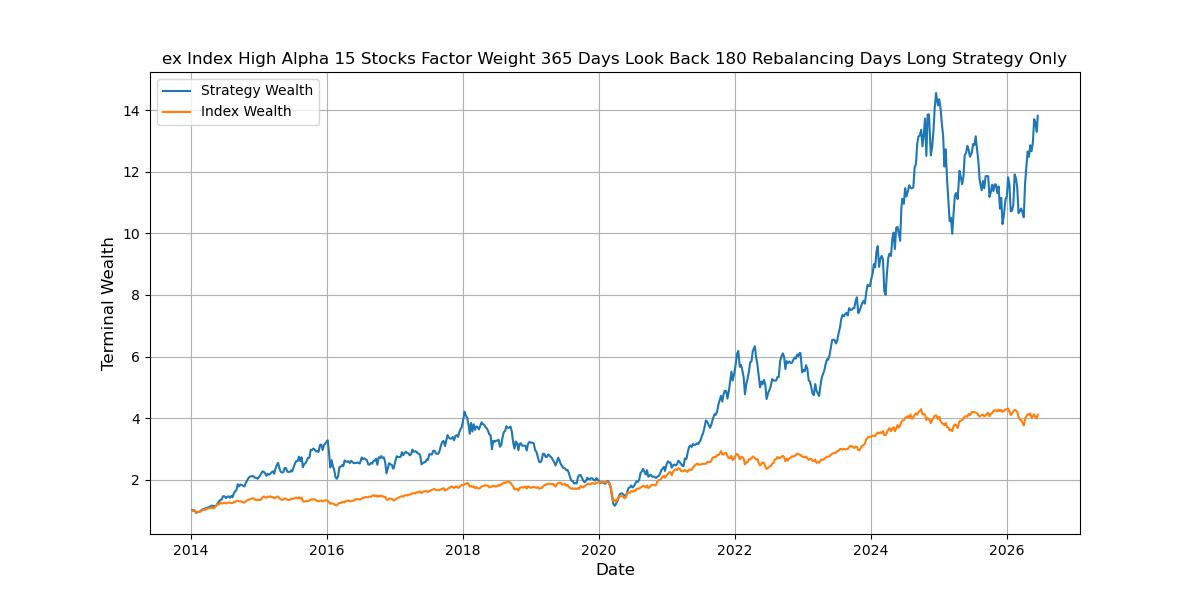 ex Index High Alpha 15 Stocks Factor Weight 365 Days Look Back 180 Rebalancing Days Long Strategy Only
Strategy Wealth
Index Wealth
Terminal Wealth
14
12
10
8
6
4
2
2014 2016 2018 2020 2022 2024 2026
Date